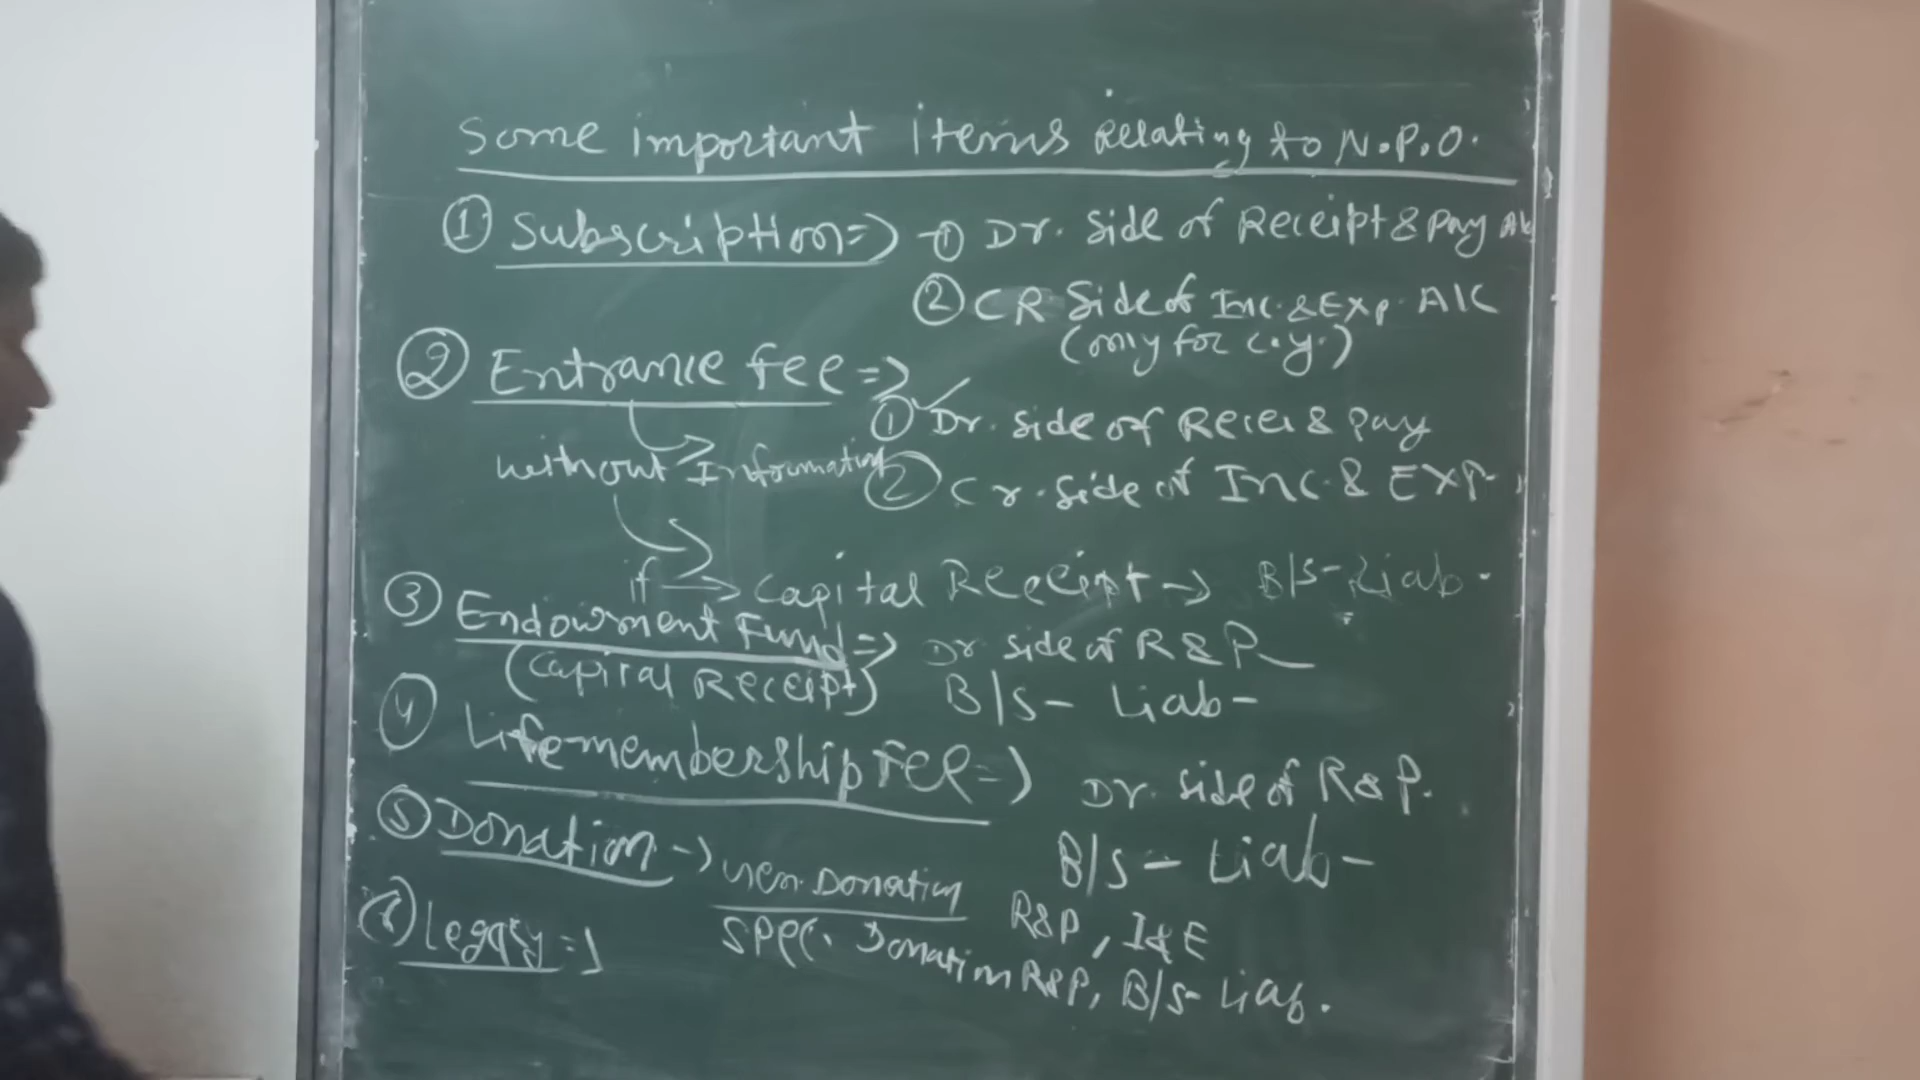 Some important items Relating to N.P.O.
① Subscription=> ① Dr. Side of Receipt & Pay A/c
② CR. Side of Inc. & Exp. A/C
(only for c.y.)
② Entrance fee=>
① Dr. side of Recei & Pay
without Information
② Cr. side of Inc. & EXP.
if -> Capital Receipt -> B/S-Liab-
③ Endowment Fund=> Dr side of R&P
(Capital Receipt) B/S- Liab-
④ Lifemembership Fee=> Dr. side of R&P.
B/S- Liab-
⑤ Donation -> Gen. Donation R&P, I&E
Spec. Donation R&P, B/S- Liab.
⑥ Legacy=>